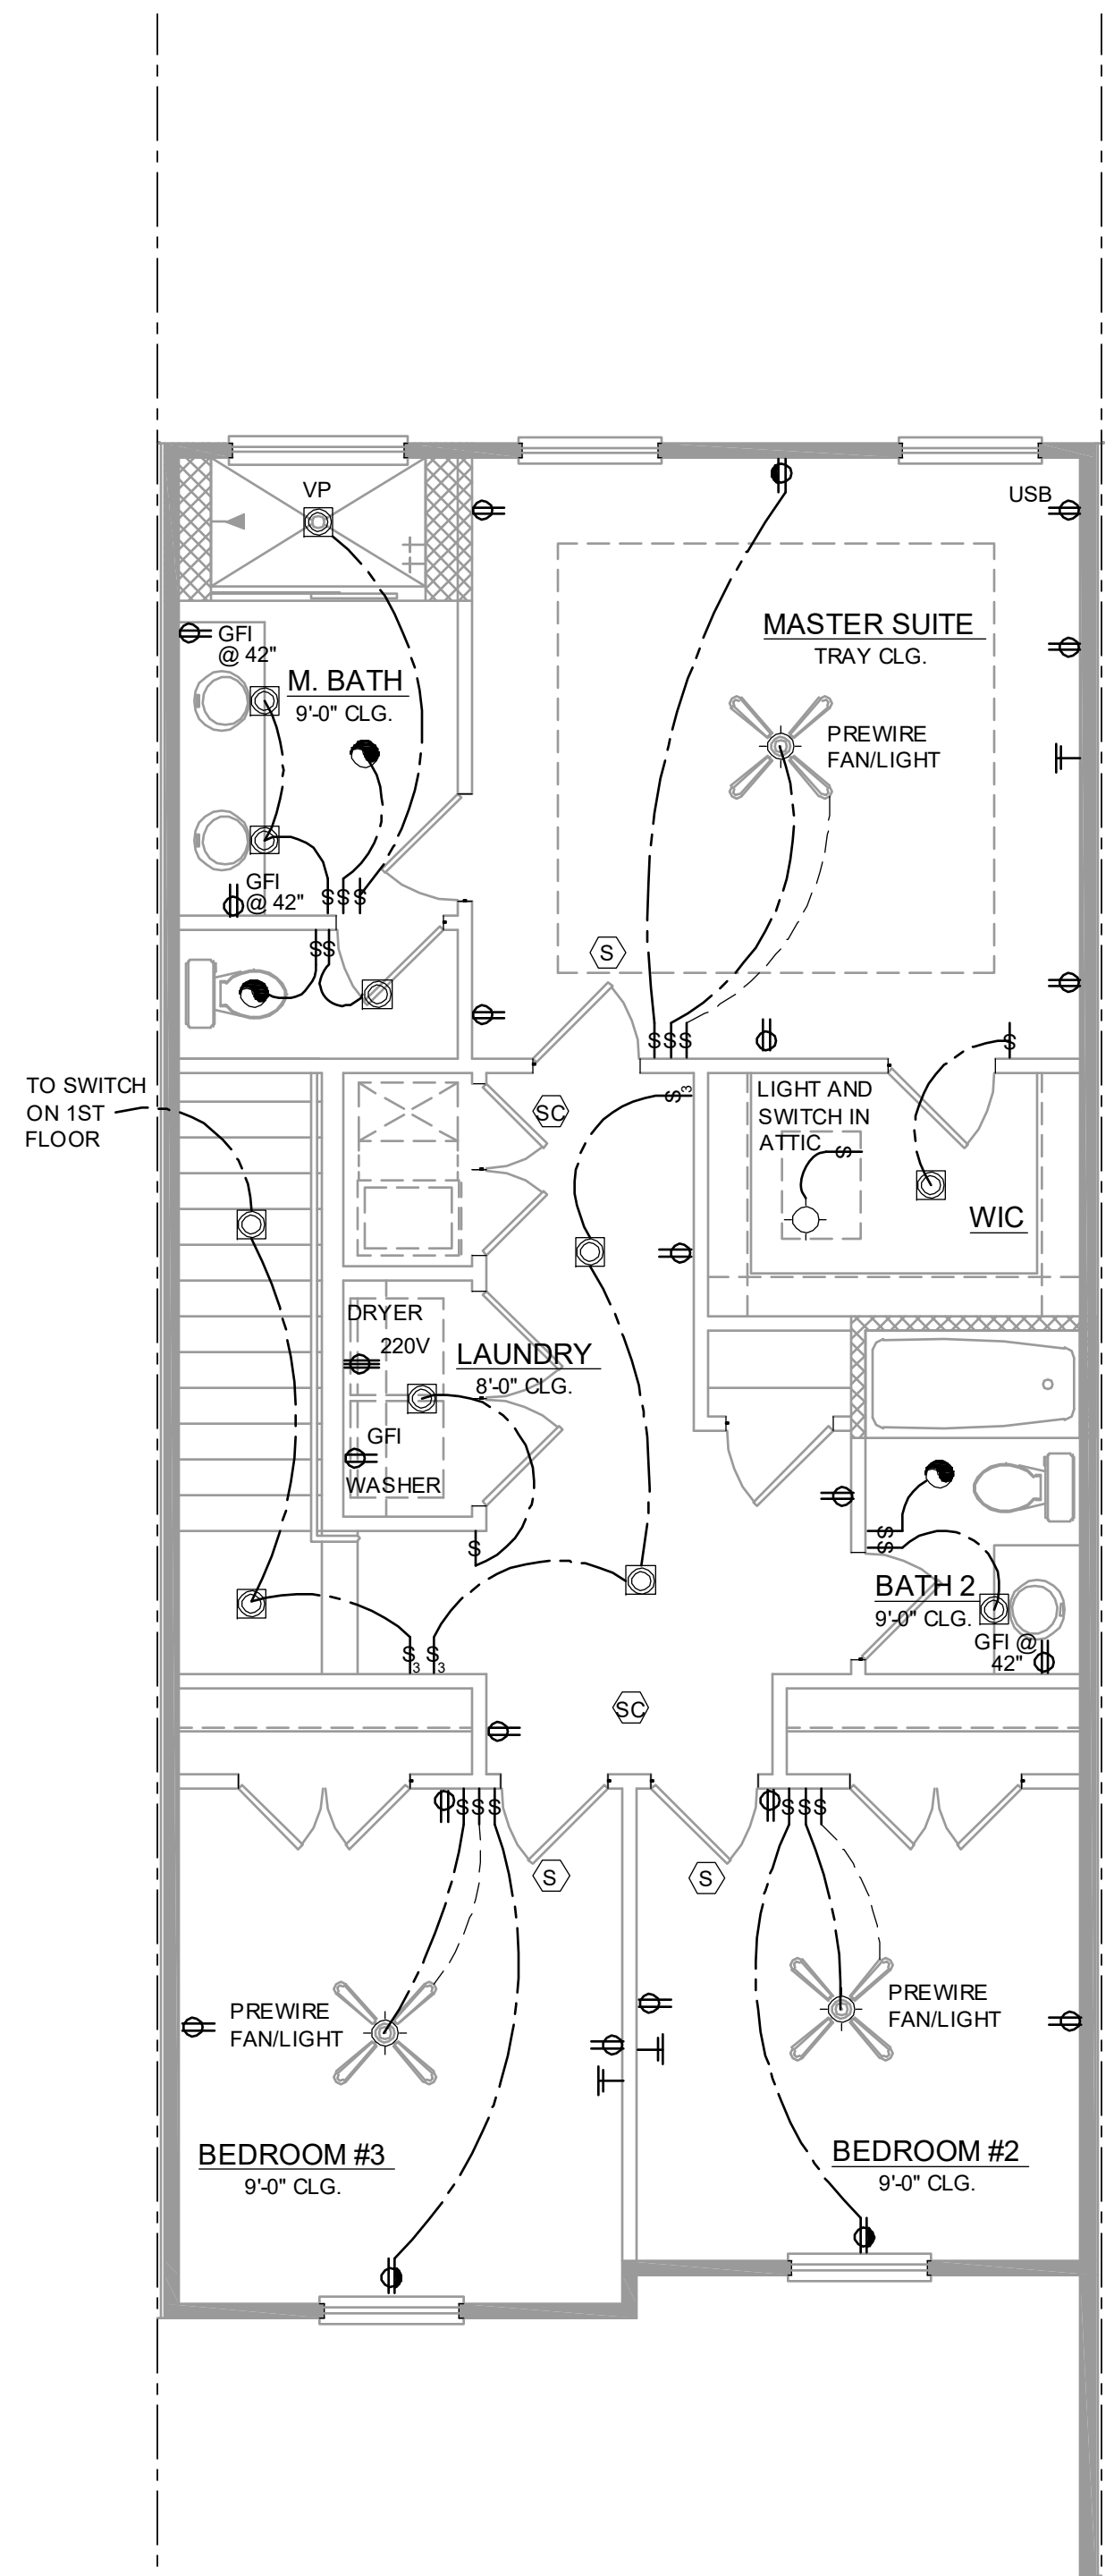 VP
USB
GFI
@ 42"
MASTER SUITE
TRAY CLG.
M. BATH
9'-0" CLG.
PREWIRE
FAN/LIGHT
GFI
@ 42"
S
S
S
S
S
S
S
S
S
S
S
TO SWITCH
ON 1ST
FLOOR
SC
S3
LIGHT AND
SWITCH IN
ATTIC
S
WIC
DRYER
220V
LAUNDRY
8'-0" CLG.
GFI
WASHER
S
S
S
BATH 2
9'-0" CLG.
GFI @
42"
S3
S3
SC
S
S
S
S
S
S
S
S
PREWIRE
FAN/LIGHT
PREWIRE
FAN/LIGHT
BEDROOM #3
9'-0" CLG.
BEDROOM #2
9'-0" CLG.